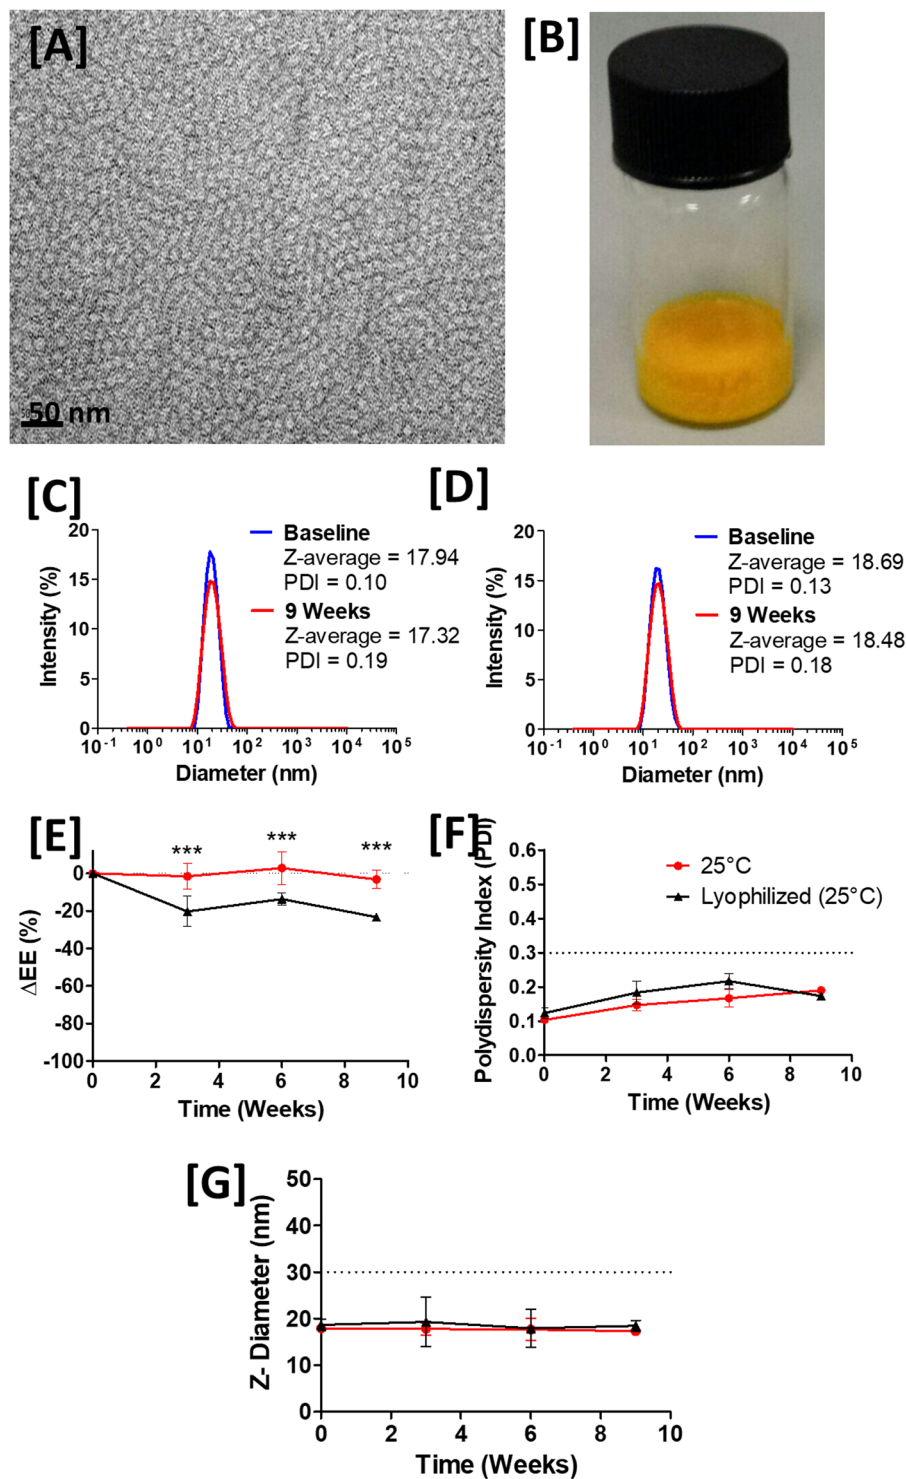 [A]
50 nm
[B]
[C]
20
15
10
5
0
Intensity (%)
10-1 100 101 102 103 104 105
Diameter (nm)
Baseline
Z-average = 17.94
PDI = 0.10
9 Weeks
Z-average = 17.32
PDI = 0.19
[D]
20
15
10
5
0
Intensity (%)
10-1 100 101 102 103 104 105
Diameter (nm)
Baseline
Z-average = 18.69
PDI = 0.13
9 Weeks
Z-average = 18.48
PDI = 0.18
[E]
*** *** ***
0
-20
-40
-60
-80
-100
ΔEE (%)
0 2 4 6 8 10
Time (Weeks)
[F]
0.6
0.5
0.4
0.3
0.2
0.1
0.0
Polydispersity Index (PDI)
25°C
Lyophilized (25°C)
0 2 4 6 8 10
Time (Weeks)
[G]
50
40
30
20
10
0
Z- Diameter (nm)
0 2 4 6 8 10
Time (Weeks)